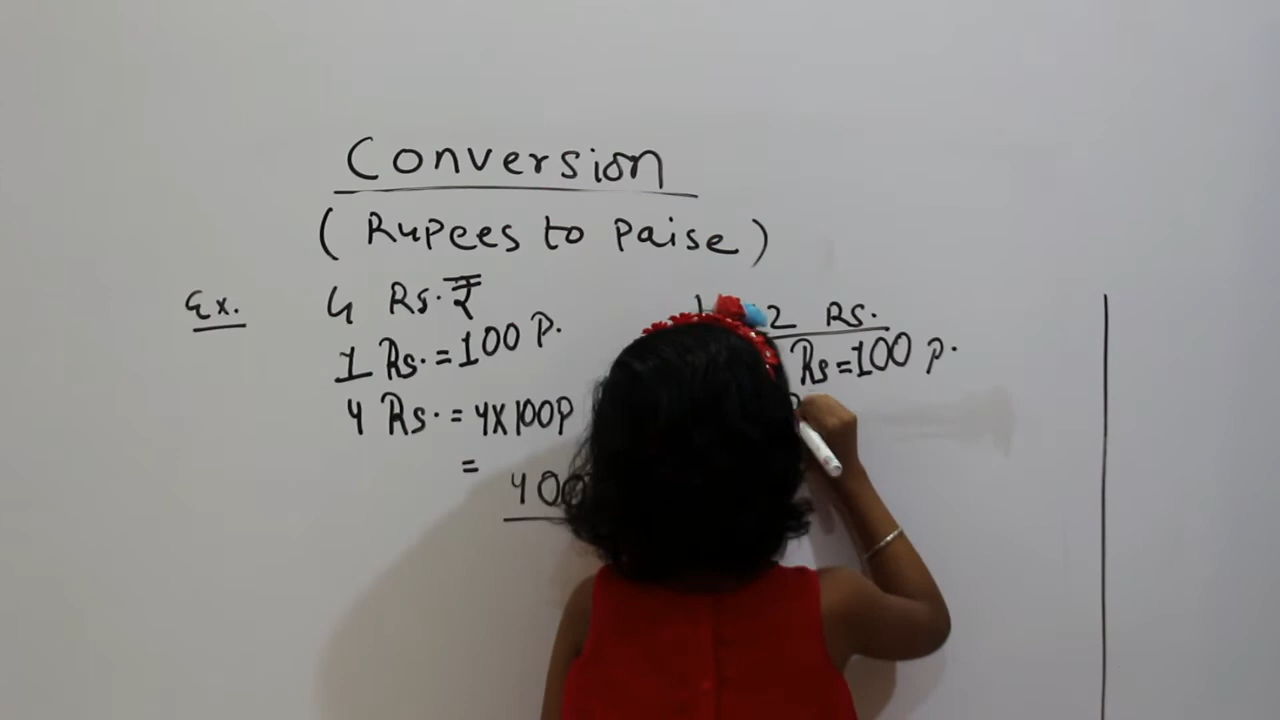 Conversion
( Rupees to Paise )
Ex. 4 Rs. ₹
1 Rs. = 100 P.
4 Rs. = 4X100P
=
400
2 Rs.
Rs = 100 P.